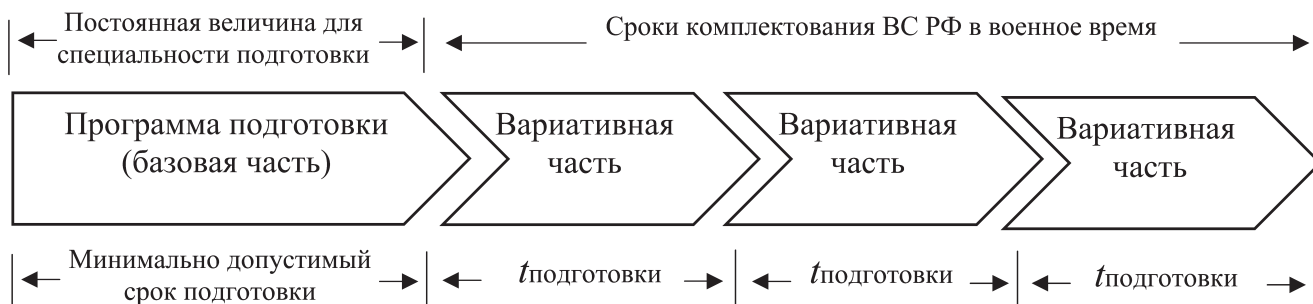 Постоянная величина для
специальности подготовки
Сроки комплектования ВС РФ в военное время
Программа подготовки
(базовая часть)
Вариативная
часть
Вариативная
часть
Вариативная
часть
Минимально допустимый
срок подготовки
tподготовки
tподготовки
tподготовки